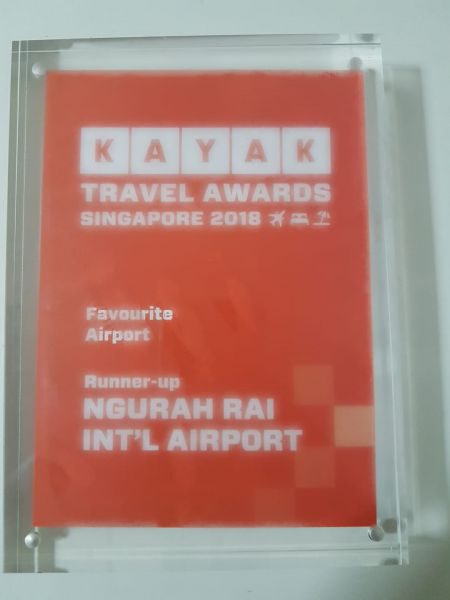 KAYAK
TRAVEL AWARDS
SINGAPORE 2018
Favourite
Airport
Runner-up
NGURAH RAI
INT'L AIRPORT